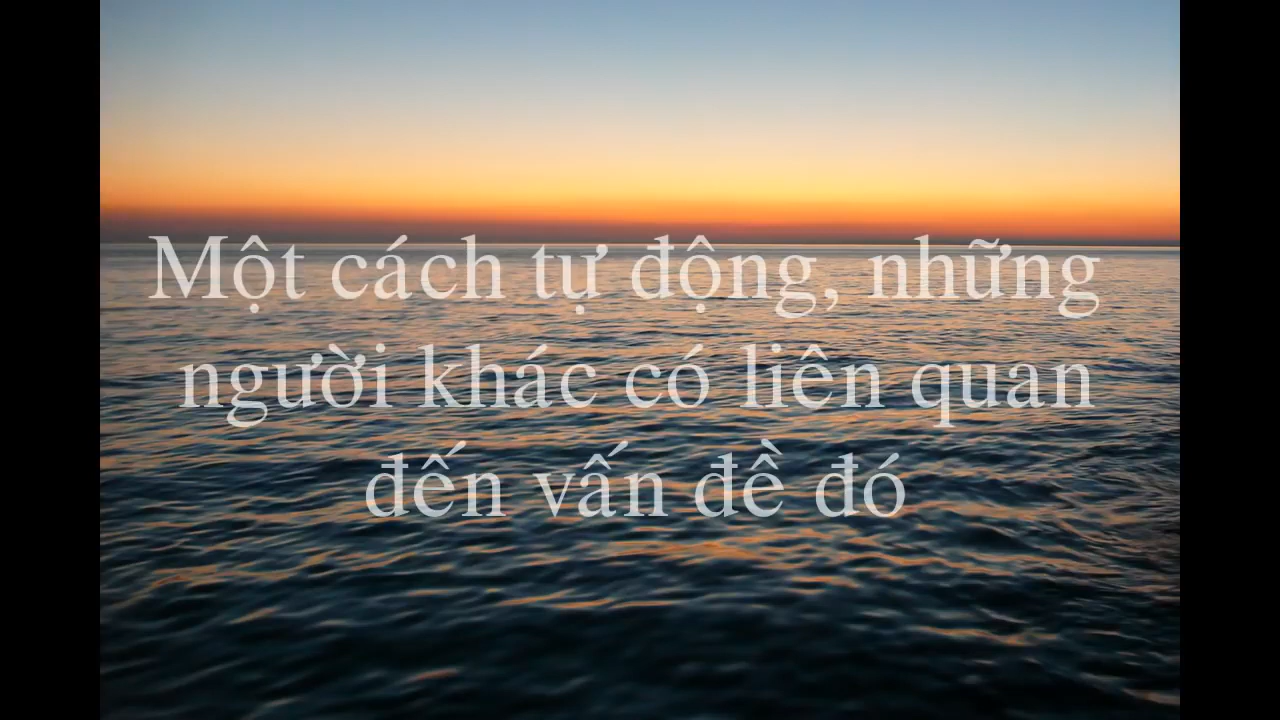 Một cách tự động, những
người khác có liên quan
đến vấn đề đó